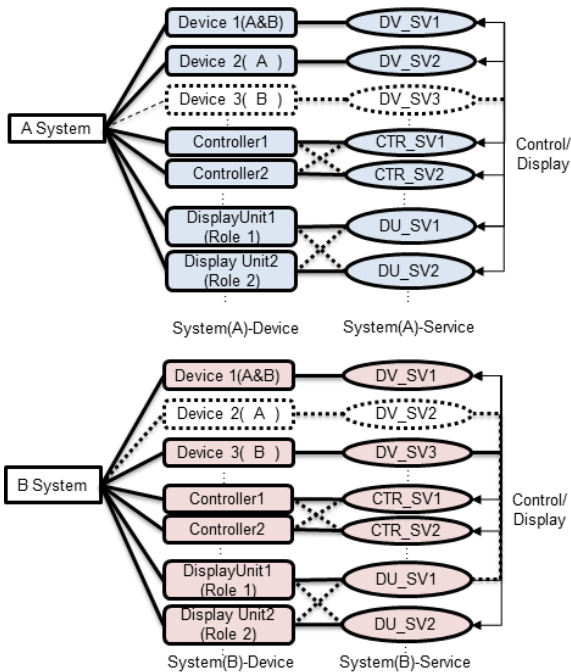 Device 1(A&B)
DV_SV1
Device 2( A )
DV_SV2
Device 3( B )
DV_SV3
A System
Controller1
CTR_SV1
Control/
Display
Controller2
CTR_SV2
DisplayUnit1
(Role 1)
DU_SV1
Display Unit2
(Role 2)
DU_SV2
System(A)-Device
System(A)-Service
Device 1(A&B)
DV_SV1
Device 2( A )
DV_SV2
Device 3( B )
DV_SV3
B System
Controller1
CTR_SV1
Control/
Display
Controller2
CTR_SV2
DisplayUnit1
(Role 1)
DU_SV1
Display Unit2
(Role 2)
DU_SV2
System(B)-Device
System(B)-Service